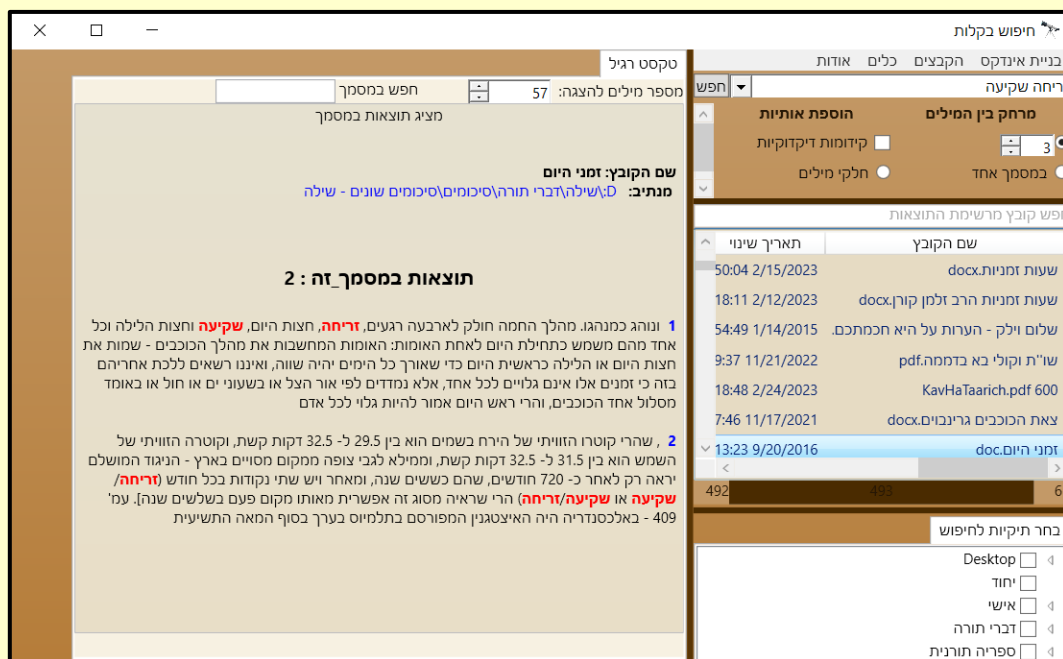 חיפוש בקלות
בניית אינדקס הקבצים כלים אודות
חפש
ריחה שקיעה
מרחק בין המילים
הוספת אותיות
3
קידומות דיקדוקיות
במסמך אחד
חלקי מילים
פש קובץ מרשימת התוצאות
שם הקובץ תאריך שינוי
שעות זמניות.docx 2/15/2023 50:04
שעות זמניות הרב זלמן קורן.docx 2/12/2023 18:11
שלום וילק - הערות על היא חכמתכם. 1/14/2015 54:49
שו''ת וקולי בא בדממה.pdf 11/21/2022 9:37
600 KavHaTaarich.pdf 2/24/2023 18:48
צאת הכוכבים גרינבוים.docx 11/17/2021 7:46
זמני היום.doc 9/20/2016 13:23
6 493 492
בחר תיקיות לחיפוש
Desktop
יחוד
אישי
דברי תורה
ספריה תורנית
טקסט רגיל
מספר מילים להצגה: 57 חפש במסמך
מציג תוצאות במסמך
שם הקובץ: זמני היום
מנתיב: D:\שילה\דברי תורה\סיכומים\סיכומים שונים - שילה
תוצאות במסמך_זה : 2
1 ונוהג כמנהגו. מהלך החמה חולק לארבעה רגעים, זריחה, חצות היום, שקיעה וחצות הלילה וכל
אחד מהם משמש כתחילת היום לאחת האומות: האומות המחשבות את מהלך הכוכבים - שמות את
חצות היום או הלילה כראשית היום כדי שאורך כל הימים יהיה שווה, ואיננו רשאים ללכת אחריהם
בזה כי זמנים אלו אינם גלויים לכל אחד, אלא נמדדים לפי אור הצל או בשעוני ים או חול או באומד
מסלול אחד הכוכבים, והרי ראש היום אמור להיות גלוי לכל אדם
2 , שהרי קוטרו הזוויתי של הירח בשמים הוא בין 29.5 ל- 32.5 דקות קשת, וקוטרה הזוויתי של
השמש הוא בין 31.5 ל- 32.5 דקות קשת, וממילא לגבי צופה ממקום מסויים בארץ - הניגוד המושלם
יראה רק לאחר כ- 720 חודשים, שהם כששים שנה, ומאחר ויש שתי נקודות בכל חודש (זריחה/
שקיעה או שקיעה/זריחה) הרי שראיה מסוג זה אפשרית מאותו מקום פעם בשלשים שנה]. עמ'
409 - באלכסנדריה היה האיצטגנין המפורסם בתלמיוס בערך בסוף המאה התשיעית